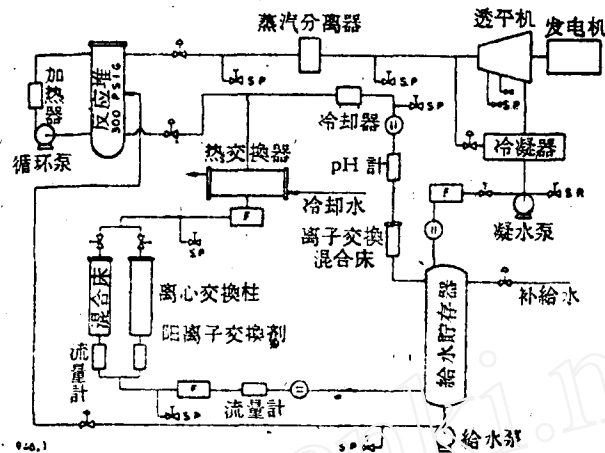 蒸汽分离器
透平机
发电机
加热器
反应堆
300 PSIG
S.P
S.P
循环泵
冷却器
S.P
冷凝器
热交换器
pH 計
F
S.R
冷却水
F
凝水泵
S.P
离子交換
混合床
补給水
混合床
离心交換柱
阳离子交換剂
給水貯存器
流量計
F
流量計
S.P
S.P
給水泵